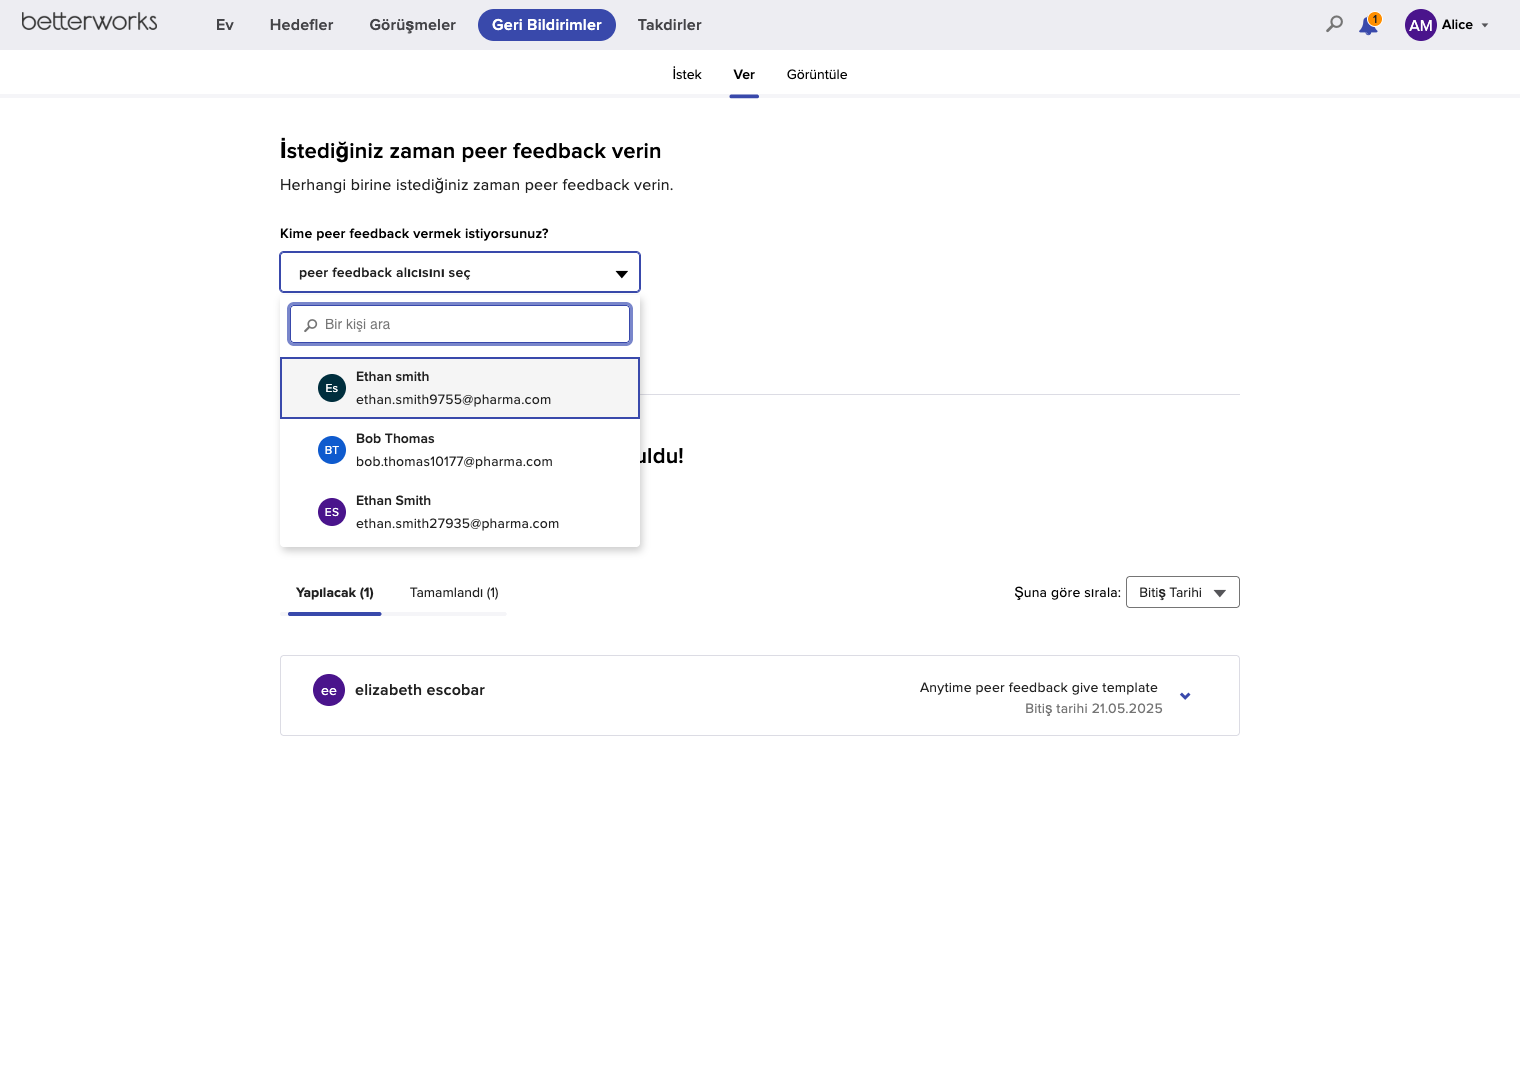 betterworks
Ev
Hedefler
Görüşmeler
Geri Bildirimler
Takdirler
1
AM
Alice
İstek
Ver
Görüntüle
İstediğiniz zaman peer feedback verin
Herhangi birine istediğiniz zaman peer feedback verin.
Kime peer feedback vermek istiyorsunuz?
peer feedback alıcısını seç
Bir kişi ara
Es
Ethan smith
ethan.smith9755@pharma.com
BT
Bob Thomas
bob.thomas10177@pharma.com
uldu!
ES
Ethan Smith
ethan.smith27935@pharma.com
Yapılacak (1)
Tamamlandı (1)
Şuna göre sırala:
Bitiş Tarihi
ee
elizabeth escobar
Anytime peer feedback give template
Bitiş tarihi 21.05.2025